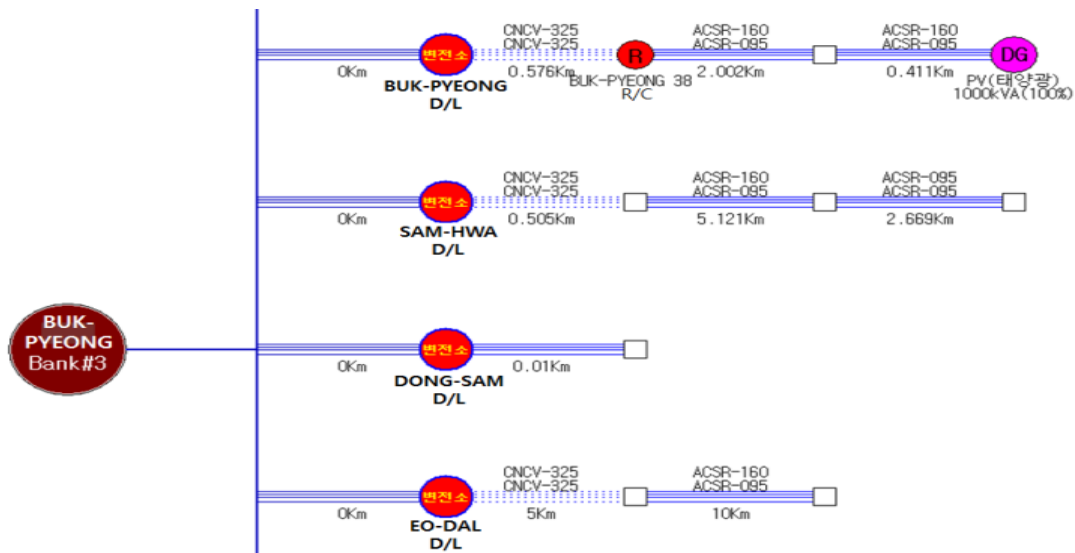 CNCV-325 ACSR-160 ACSR-160
CNCV-325 ACSR-095 ACSR-095
변전소 R DG
0Km 0.576Km 2.002Km 0.411Km
BUK-PYEONG BUK-PYEONG 38 PV(태양광)
D/L R/C 1000kVA(100%)
CNCV-325 ACSR-160 ACSR-095
CNCV-325 ACSR-095 ACSR-095
변전소
0Km 0.505Km 5.121Km 2.669Km
SAM-HWA
D/L
BUK-
PYEONG
Bank#3
변전소
0Km 0.01Km
DONG-SAM
D/L
CNCV-325 ACSR-160
CNCV-325 ACSR-095
변전소
0Km 5Km 10Km
EO-DAL
D/L